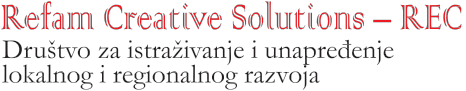 Refam Creative Solutions – REC
Društvo za istraživanje i unapređenje
lokalnog i regionalnog razvoja